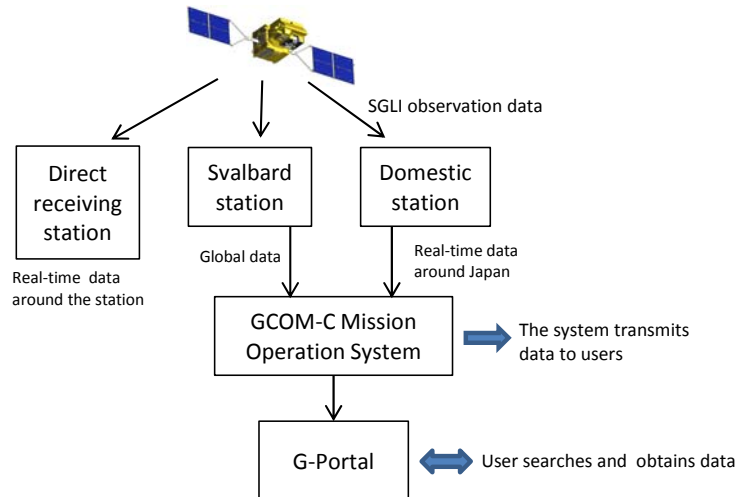 SGLI observation data
Direct
receiving
station
Svalbard
station
Domestic
station
Real-time data
around the station
Global data
Real-time data
around Japan
GCOM-C Mission
Operation System
The system transmits
data to users
G-Portal
User searches and obtains data